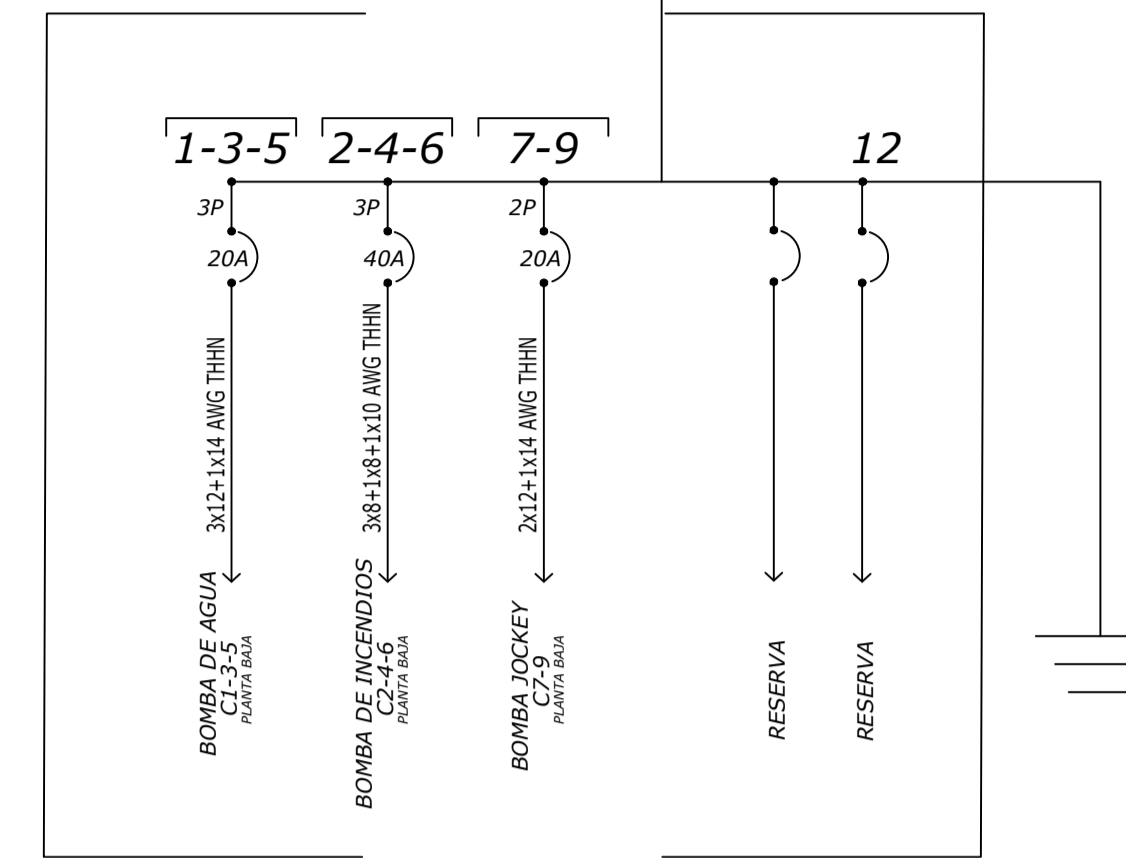 1-3-5
2-4-6
7-9
12
3P
3P
2P
20A
40A
20A
3x12+1x14 AWG THHN
3x8+1x8+1x10 AWG THHN
2x12+1x14 AWG THHN
BOMBA DE AGUA
C1-3-5
PLANTA BAJA
BOMBA DE INCENDIOS
C2-4-6
PLANTA BAJA
BOMBA JOCKEY
C7-9
PLANTA BAJA
RESERVA
RESERVA